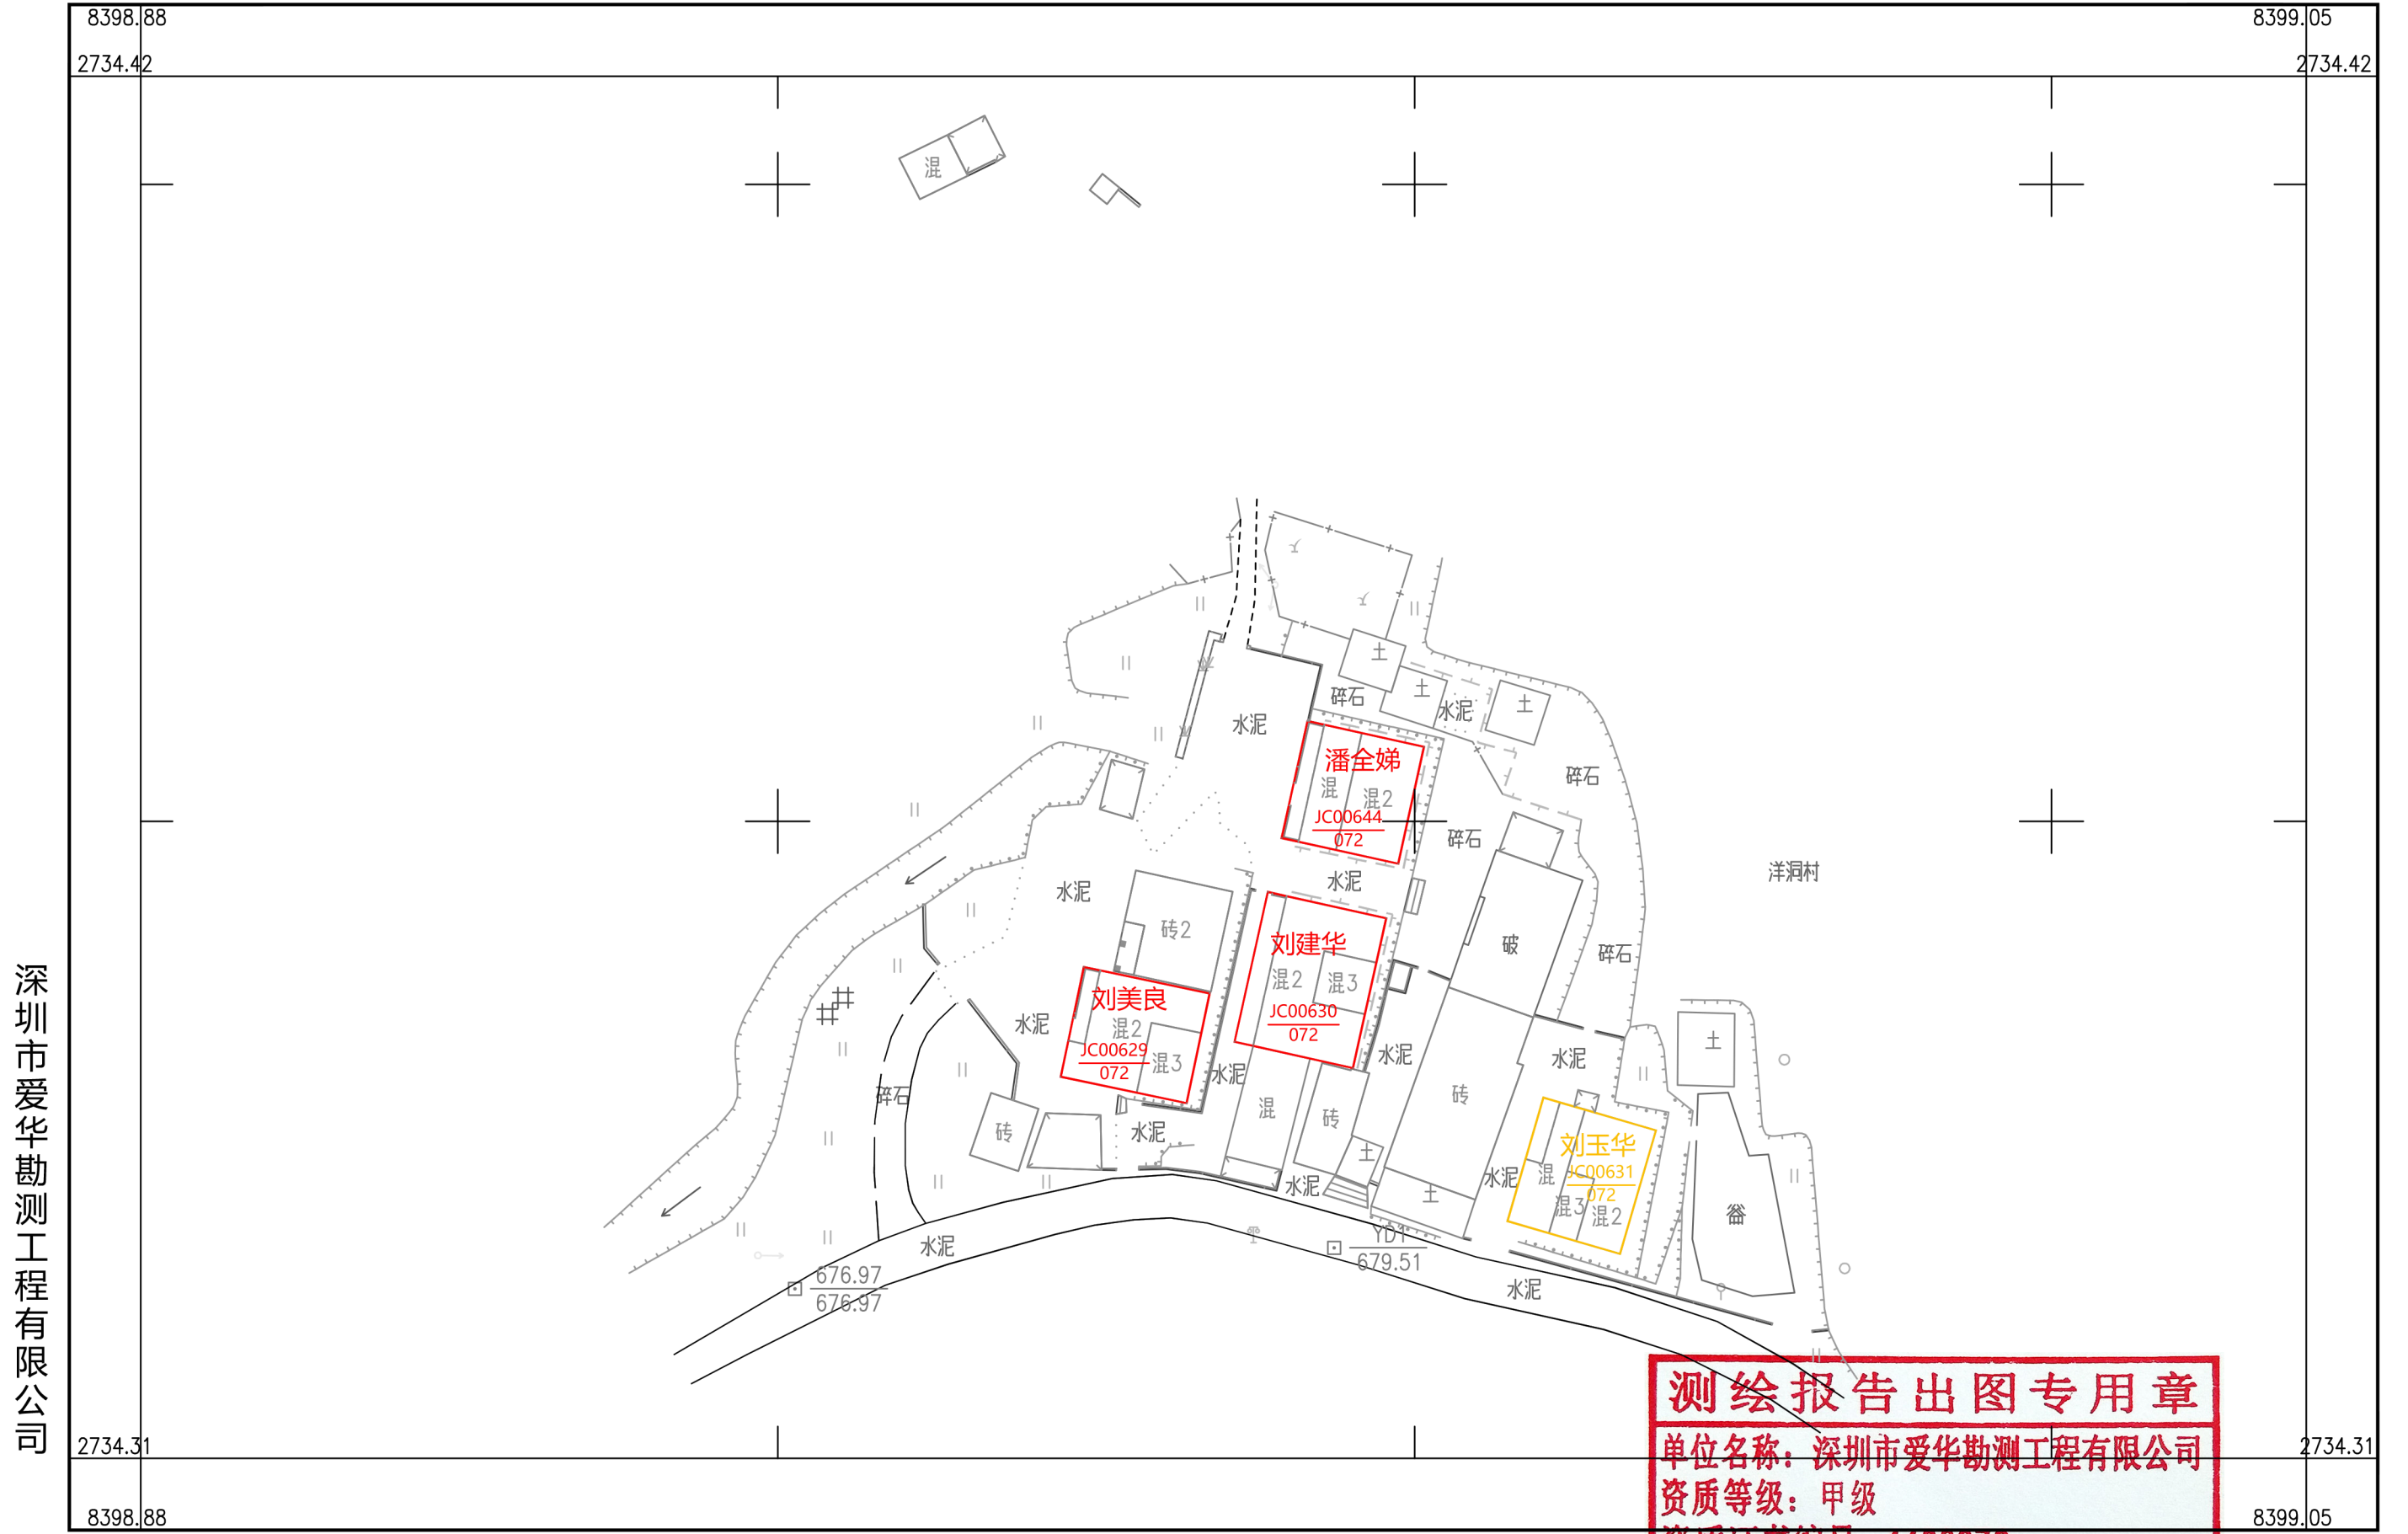 8398.88
8399.05
2734.42
2734.42
混
土
土
碎石
水泥
土
水泥
潘全娣
碎石
混
混2
JC00644
072
碎石
洋洞村
水泥
水泥
砖2
刘建华
破
碎石
混2
混3
刘美良
JC00630
072
水泥
混2
JC00629
072
混3
水泥
水泥
水泥
土
碎石
混
砖
砖
砖
水泥
土
刘玉华
水泥
混
JC00631
072
水泥
土
混3
混2
水泥
YD1
679.51
676.97
676.97
水泥
深圳市爱华勘测工程有限公司
测绘报告出图专用章
单位名称：深圳市爱华勘测工程有限公司
资质等级：甲级
2734.31
2734.31
8398.88
8399.05